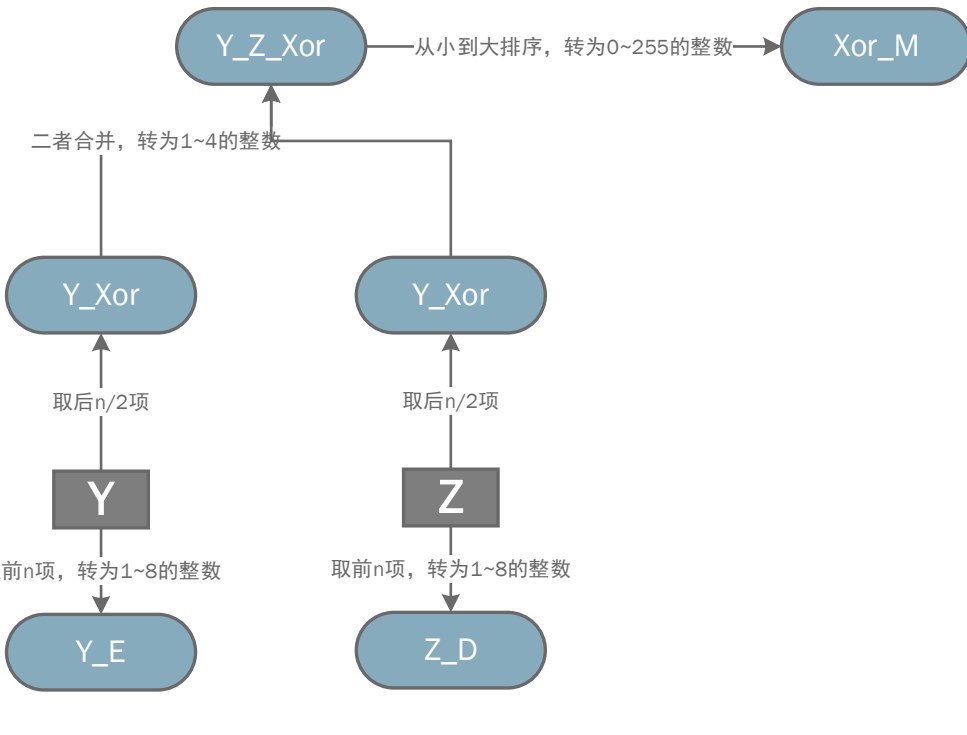 Y_Z_Xor
从小到大排序，转为0~255的整数
Xor_M
二者合并，转为1~4的整数
Y_Xor
Y_Xor
取后n/2项
取后n/2项
Y
Z
前n项，转为1~8的整数
取前n项，转为1~8的整数
Y_E
Z_D